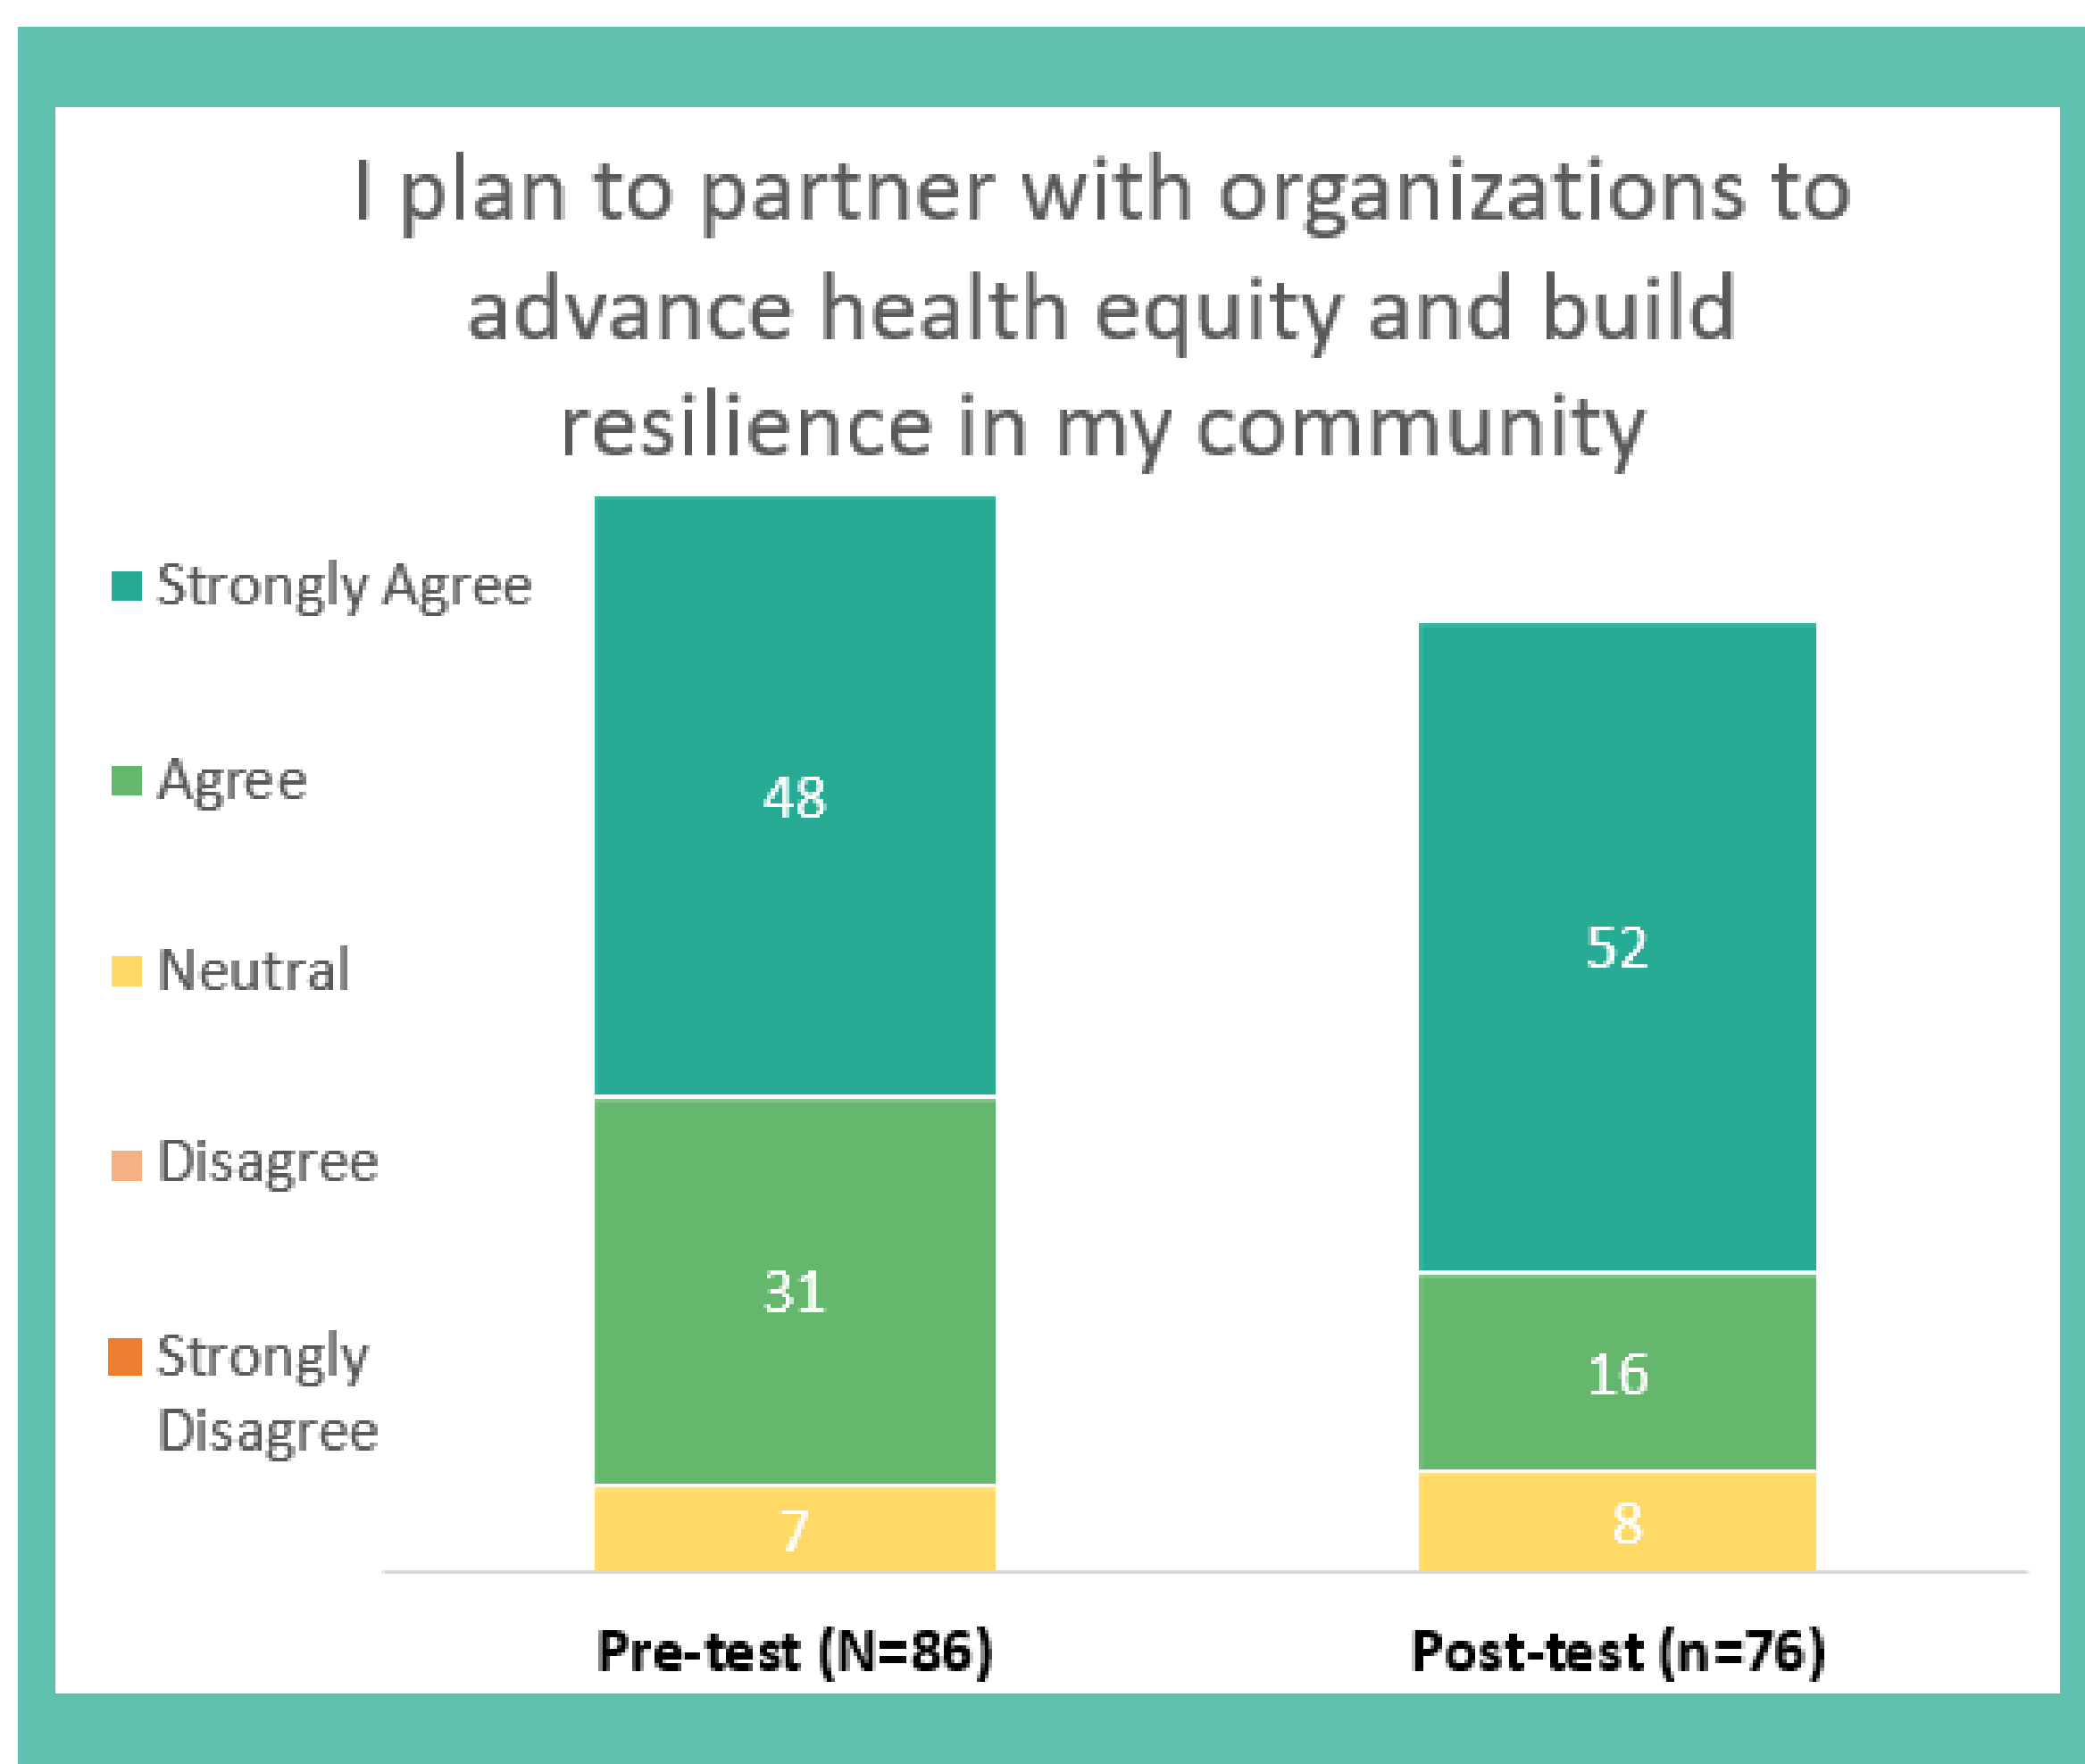 I plan to partner with organizations to
advance health equity and build
resilience in my community
Strongly Agree
Agree
Neutral
Disagree
Strongly
Disagree
48
31
7
52
16
8
Pre-test (N=86)
Post-test (n=76)